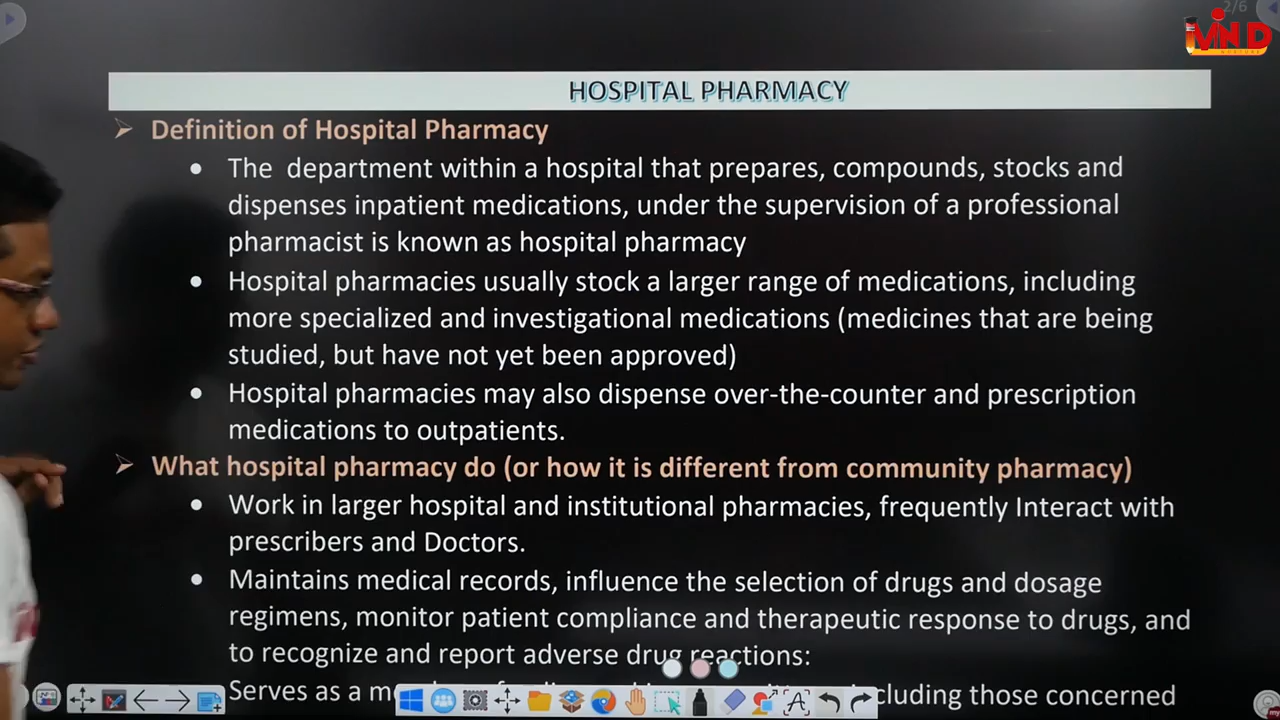 2/6
MIND
HOSPITAL PHARMACY
➢ Definition of Hospital Pharmacy
• The department within a hospital that prepares, compounds, stocks and
dispenses inpatient medications, under the supervision of a professional
pharmacist is known as hospital pharmacy
• Hospital pharmacies usually stock a larger range of medications, including
more specialized and investigational medications (medicines that are being
studied, but have not yet been approved)
• Hospital pharmacies may also dispense over-the-counter and prescription
medications to outpatients.
➢ What hospital pharmacy do (or how it is different from community pharmacy)
• Work in larger hospital and institutional pharmacies, frequently Interact with
prescribers and Doctors.
• Maintains medical records, influence the selection of drugs and dosage
regimens, monitor patient compliance and therapeutic response to drugs, and
to recognize and report adverse drug reactions:
Serves as a
including those concerned